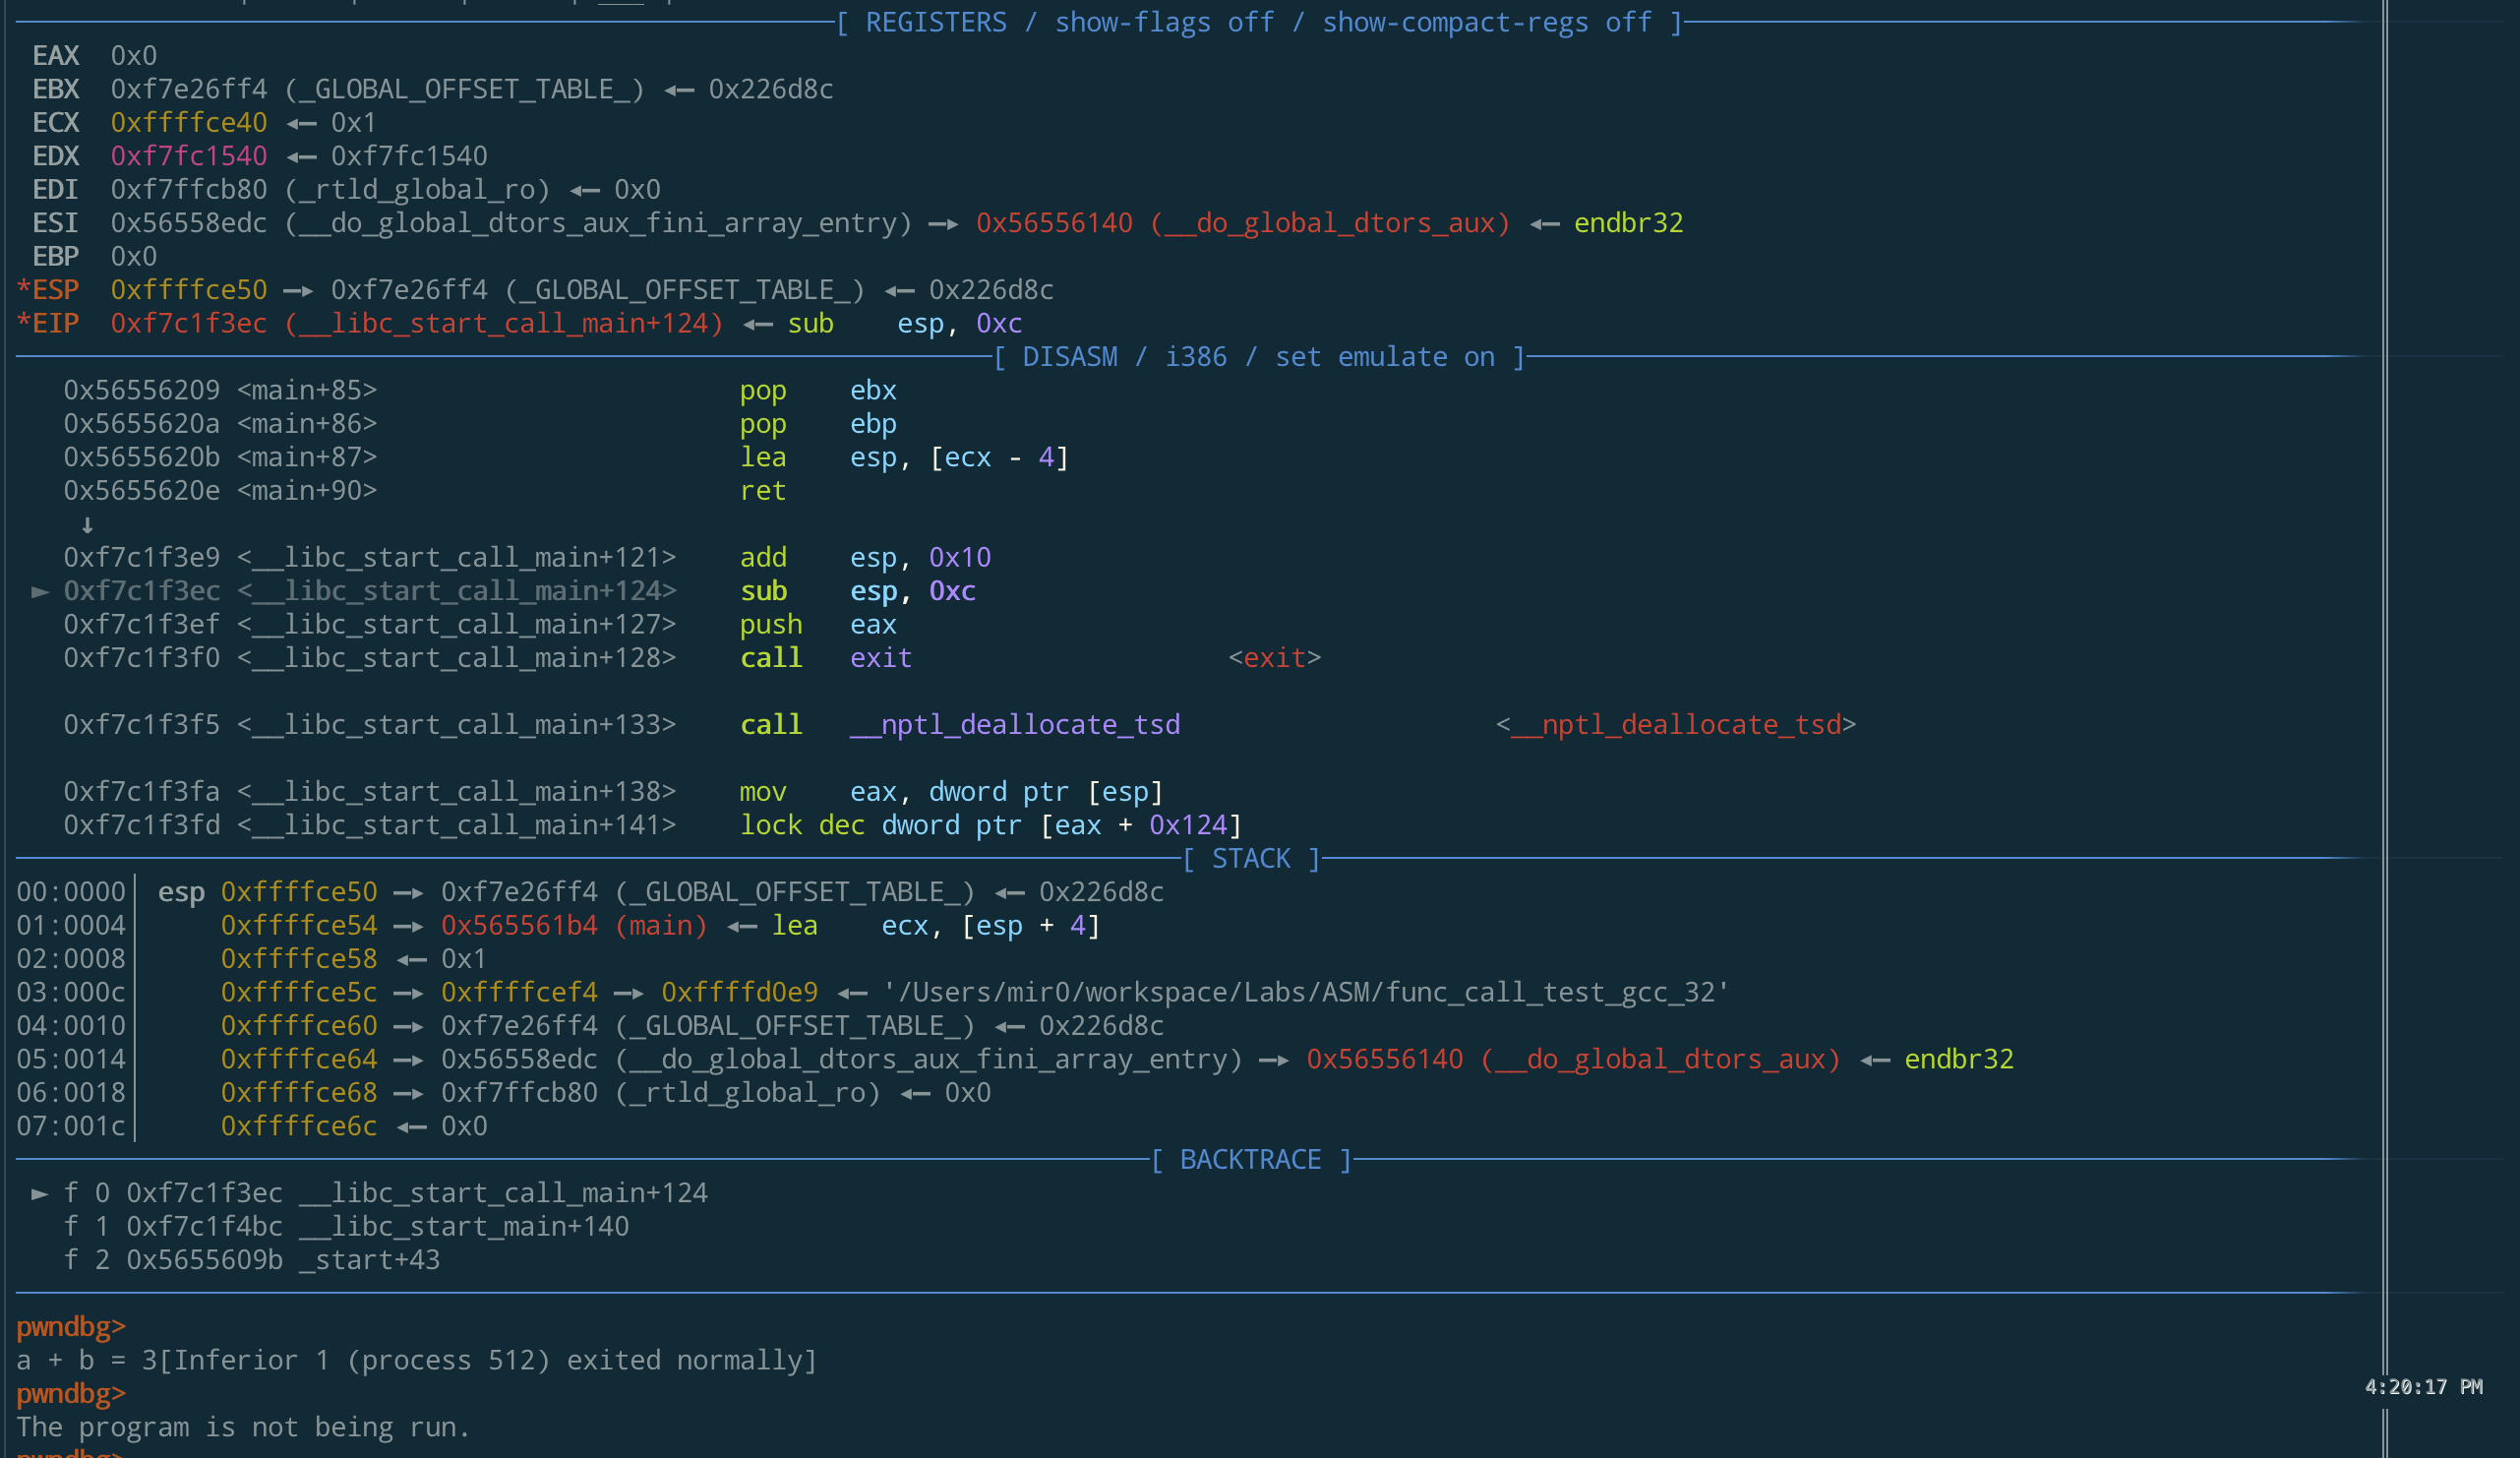 [ REGISTERS / show-flags off / show-compact-regs off ]
EAX  0x0
EBX  0xf7e26ff4 (_GLOBAL_OFFSET_TABLE_) ◂— 0x226d8c
ECX  0xffffce40 ◂— 0x1
EDX  0xf7fc1540 ◂— 0xf7fc1540
EDI  0xf7ffcb80 (_rtld_global_ro) ◂— 0x0
ESI  0x56558edc (__do_global_dtors_aux_fini_array_entry) —▸ 0x56556140 (__do_global_dtors_aux) ◂— endbr32
EBP  0x0
*ESP  0xffffce50 —▸ 0xf7e26ff4 (_GLOBAL_OFFSET_TABLE_) ◂— 0x226d8c
*EIP  0xf7c1f3ec (__libc_start_call_main+124) ◂— sub    esp, 0xc
[ DISASM / i386 / set emulate on ]
0x56556209 <main+85>    pop    ebx
0x5655620a <main+86>    pop    ebp
0x5655620b <main+87>    lea    esp, [ecx - 4]
0x5655620e <main+90>    ret
↓
0xf7c1f3e9 <__libc_start_call_main+121>    add    esp, 0x10
► 0xf7c1f3ec <__libc_start_call_main+124>    sub    esp, 0xc
0xf7c1f3ef <__libc_start_call_main+127>    push   eax
0xf7c1f3f0 <__libc_start_call_main+128>    call   exit    <exit>
0xf7c1f3f5 <__libc_start_call_main+133>    call   __nptl_deallocate_tsd    <__nptl_deallocate_tsd>
0xf7c1f3fa <__libc_start_call_main+138>    mov    eax, dword ptr [esp]
0xf7c1f3fd <__libc_start_call_main+141>    lock dec dword ptr [eax + 0x124]
[ STACK ]
00:0000│ esp 0xffffce50 —▸ 0xf7e26ff4 (_GLOBAL_OFFSET_TABLE_) ◂— 0x226d8c
01:0004│     0xffffce54 —▸ 0x565561b4 (main) ◂— lea    ecx, [esp + 4]
02:0008│     0xffffce58 ◂— 0x1
03:000c│     0xffffce5c —▸ 0xffffcef4 —▸ 0xffffd0e9 ◂— '/Users/mir0/workspace/Labs/ASM/func_call_test_gcc_32'
04:0010│     0xffffce60 —▸ 0xf7e26ff4 (_GLOBAL_OFFSET_TABLE_) ◂— 0x226d8c
05:0014│     0xffffce64 —▸ 0x56558edc (__do_global_dtors_aux_fini_array_entry) —▸ 0x56556140 (__do_global_dtors_aux) ◂— endbr32
06:0018│     0xffffce68 —▸ 0xf7ffcb80 (_rtld_global_ro) ◂— 0x0
07:001c│     0xffffce6c ◂— 0x0
[ BACKTRACE ]
► f 0 0xf7c1f3ec __libc_start_call_main+124
f 1 0xf7c1f4bc __libc_start_main+140
f 2 0x5655609b _start+43
pwndbg>
a + b = 3[Inferior 1 (process 512) exited normally]
pwndbg>
4:20:17 PM
The program is not being run.